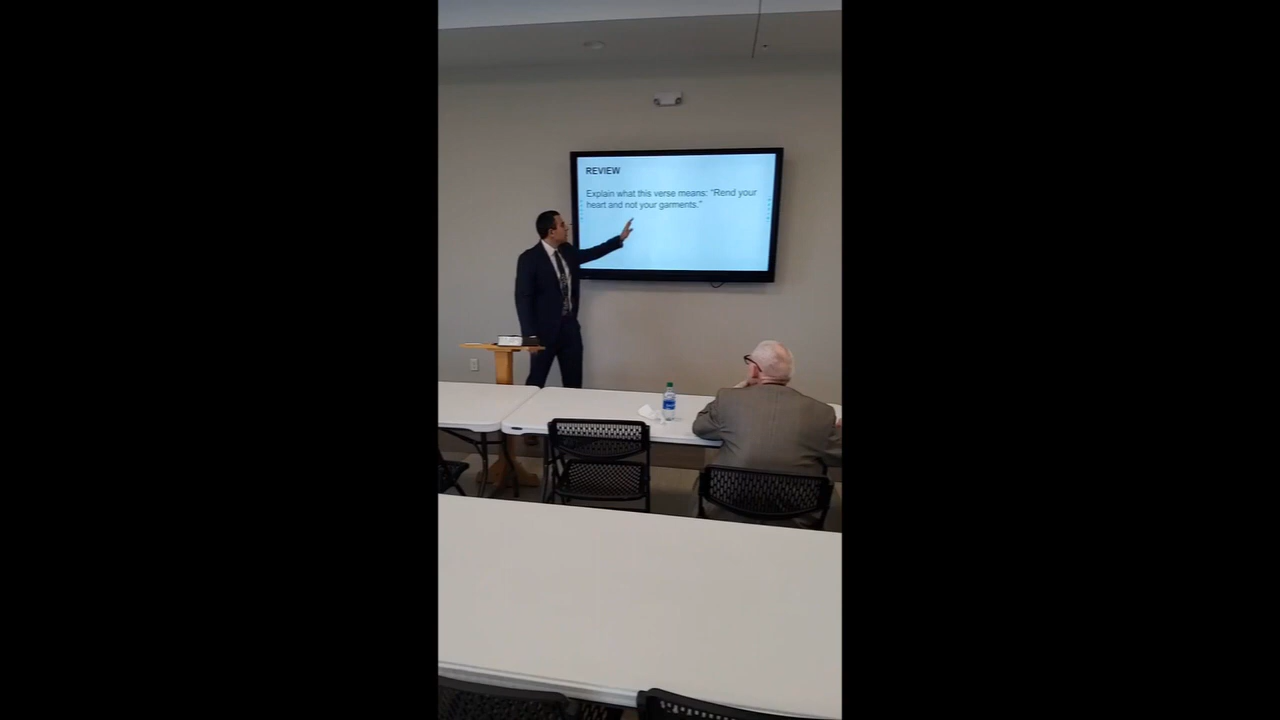 REVIEW
Explain what this verse means: “Rend your
heart and not your garments.”